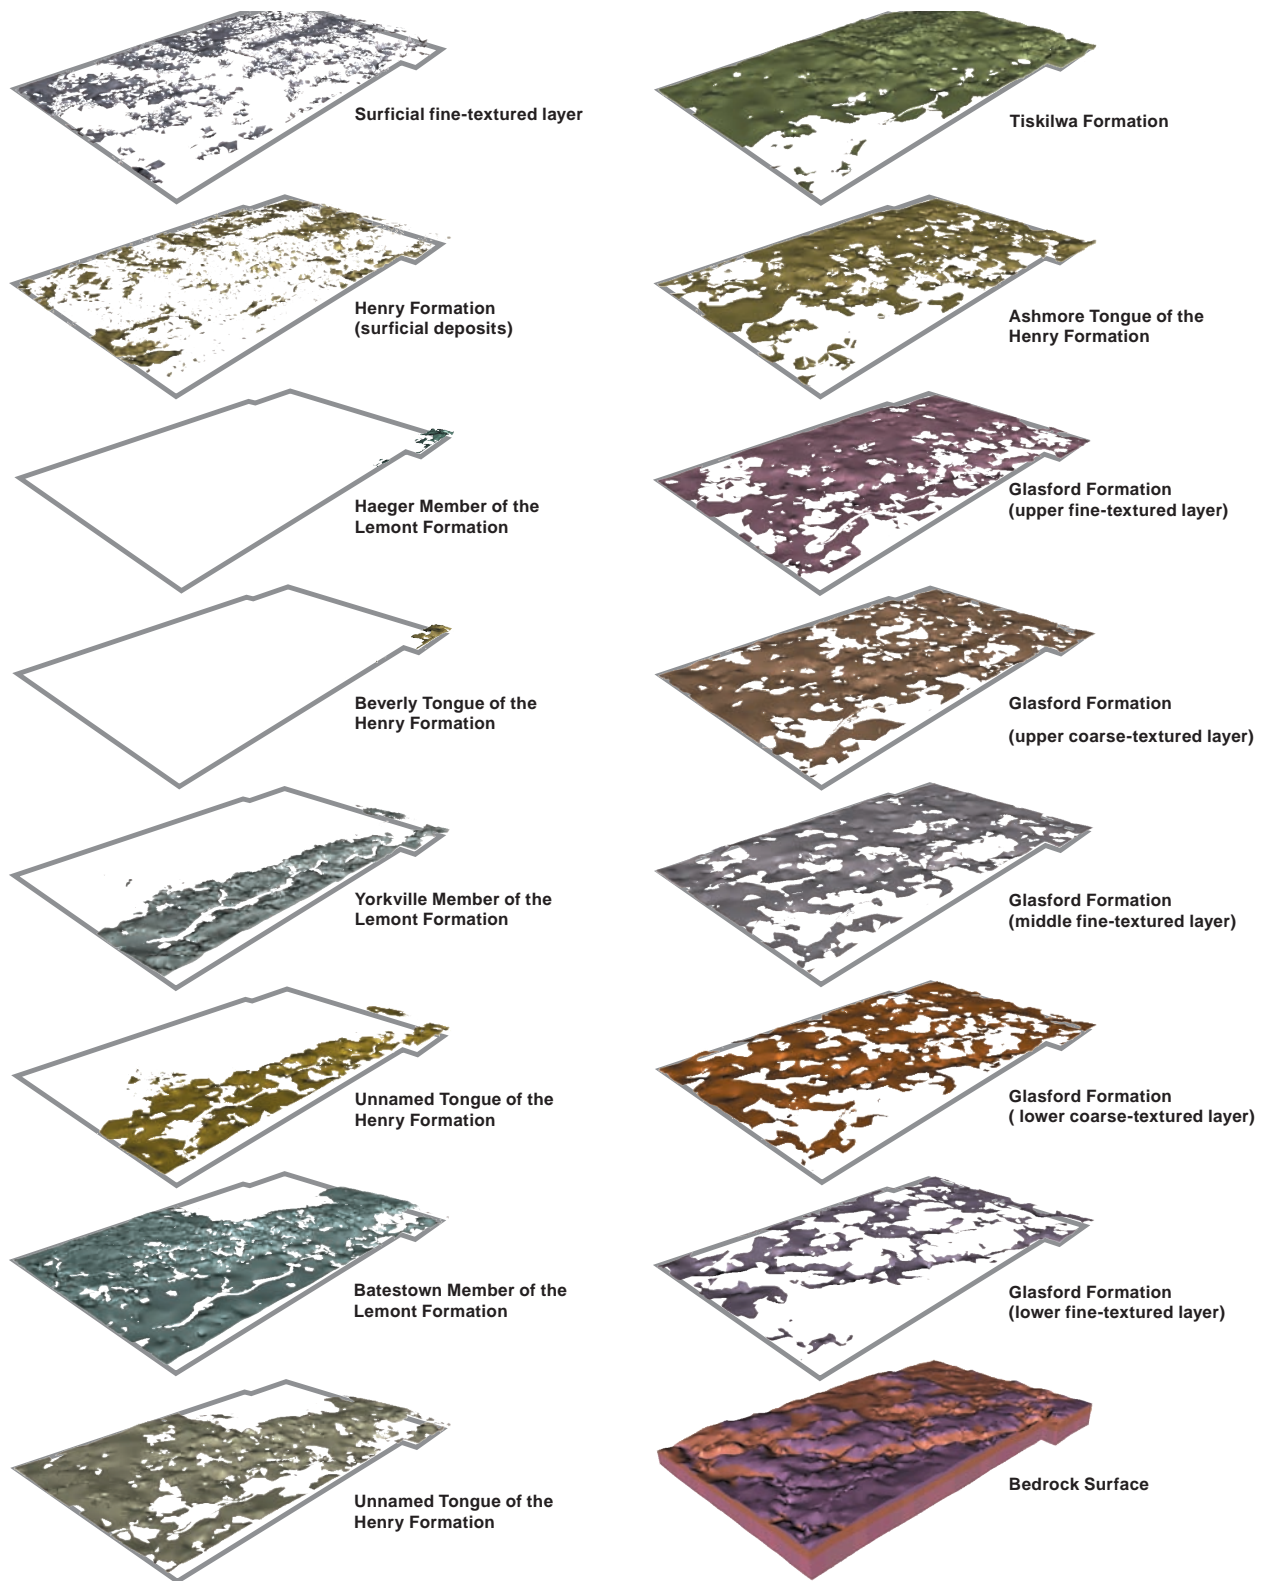 Surficial fine-textured layer
Henry Formation
(surficial deposits)
Haeger Member of the
Lemont Formation
Beverly Tongue of the
Henry Formation
Yorkville Member of the
Lemont Formation
Unnamed Tongue of the
Henry Formation
Batestown Member of the
Lemont Formation
Unnamed Tongue of the
Henry Formation
Tiskilwa Formation
Ashmore Tongue of the
Henry Formation
Glasford Formation
(upper fine-textured layer)
Glasford Formation
(upper coarse-textured layer)
Glasford Formation
(middle fine-textured layer)
Glasford Formation
( lower coarse-textured layer)
Glasford Formation
(lower fine-textured layer)
Bedrock Surface